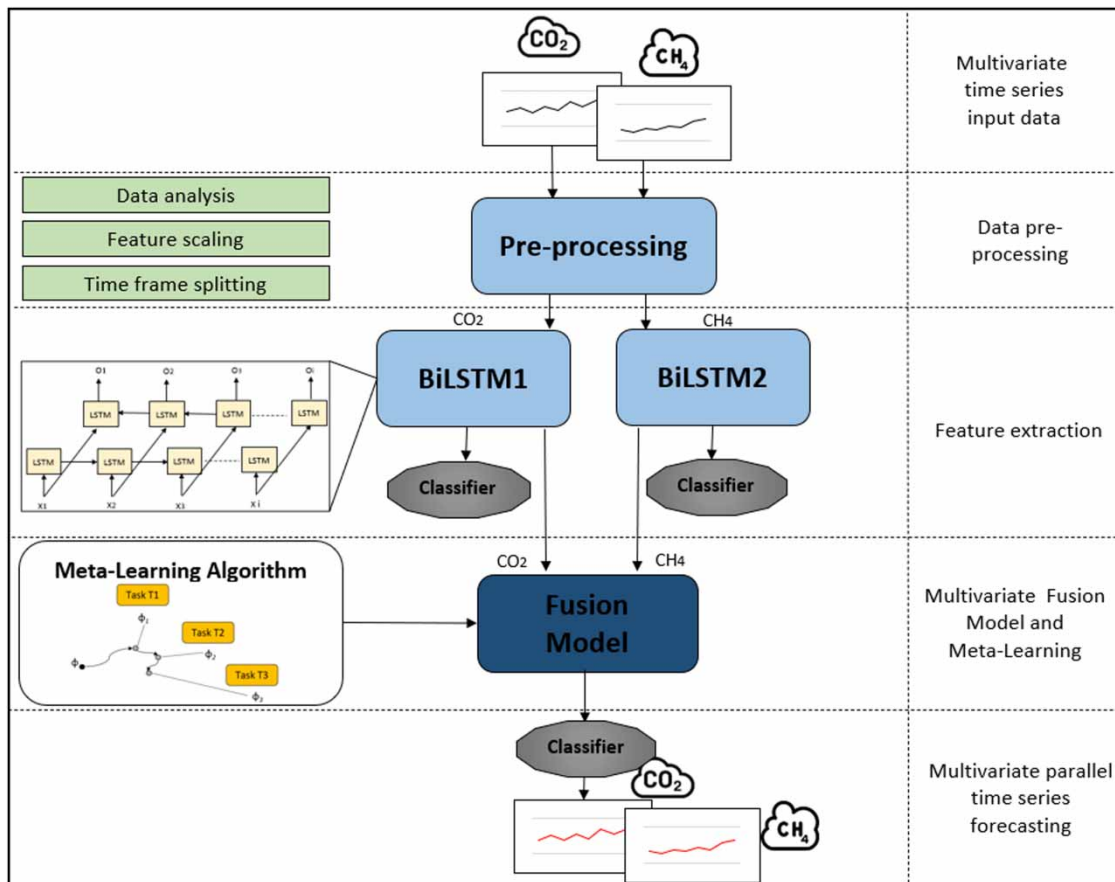 CO2
CH4
Multivariate
time series
input data
Data analysis
Feature scaling
Time frame splitting
Pre-processing
Data pre-
processing
CO2
CH4
BiLSTM1
BiLSTM2
O1 O2 O3 Oi
LSTM LSTM LSTM LSTM
LSTM LSTM LSTM LSTM
X1 X2 X3 X i
Classifier
Classifier
Feature extraction
CO2
CH4
Meta-Learning Algorithm
Task T1
ϕ1
Task T2
ϕ2
ϕ
Task T3
ϕ3
Fusion
Model
Multivariate Fusion
Model and
Meta-Learning
Classifier
CO2
CH4
Multivariate parallel
time series
forecasting